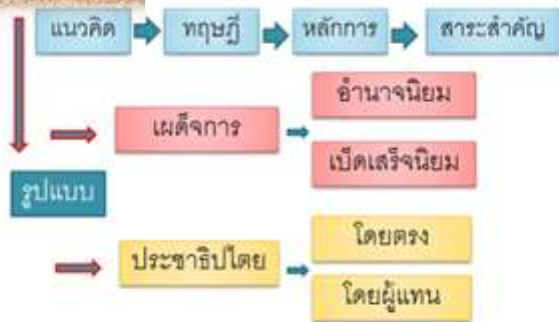 แนวคิด
ทฤษฎี
หลักการ
สาระสำคัญ
รูปแบบ
เผด็จการ
อำนาจนิยม
เบ็ดเสร็จนิยม
ประชาธิปไตย
โดยตรง
โดยผู้แทน